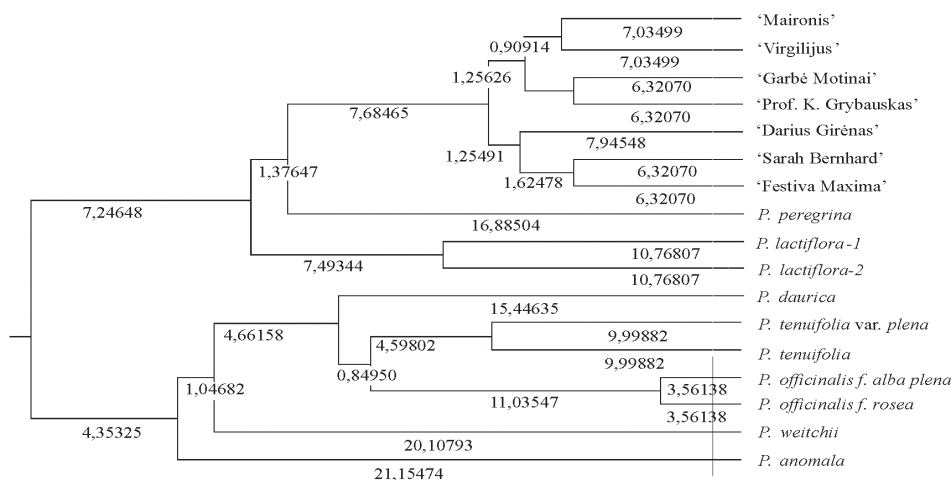 ‘Maironis’
7,03499
0,90914
‘Virgilijus’
7,03499
1,25626
‘Garbė Motinai’
6,32070
‘Prof. K. Grybauskas’
7,68465
6,32070
‘Darius Girėnas’
7,94548
1,25491
‘Sarah Bernhard’
1,37647
6,32070
1,62478
‘Festiva Maxima’
6,32070
7,24648
P. peregrina
16,88504
P. lactiflora-1
10,76807
7,49344
P. lactiflora-2
10,76807
P. daurica
15,44635
P. tenuifolia var. plena
4,66158
9,99882
4,59802
P. tenuifolia
9,99882
0,84950
P. officinalis f. alba plena
1,04682
3,56138
11,03547
P. officinalis f. rosea
3,56138
4,35325
P. weitchii
20,10793
P. anomala
21,15474